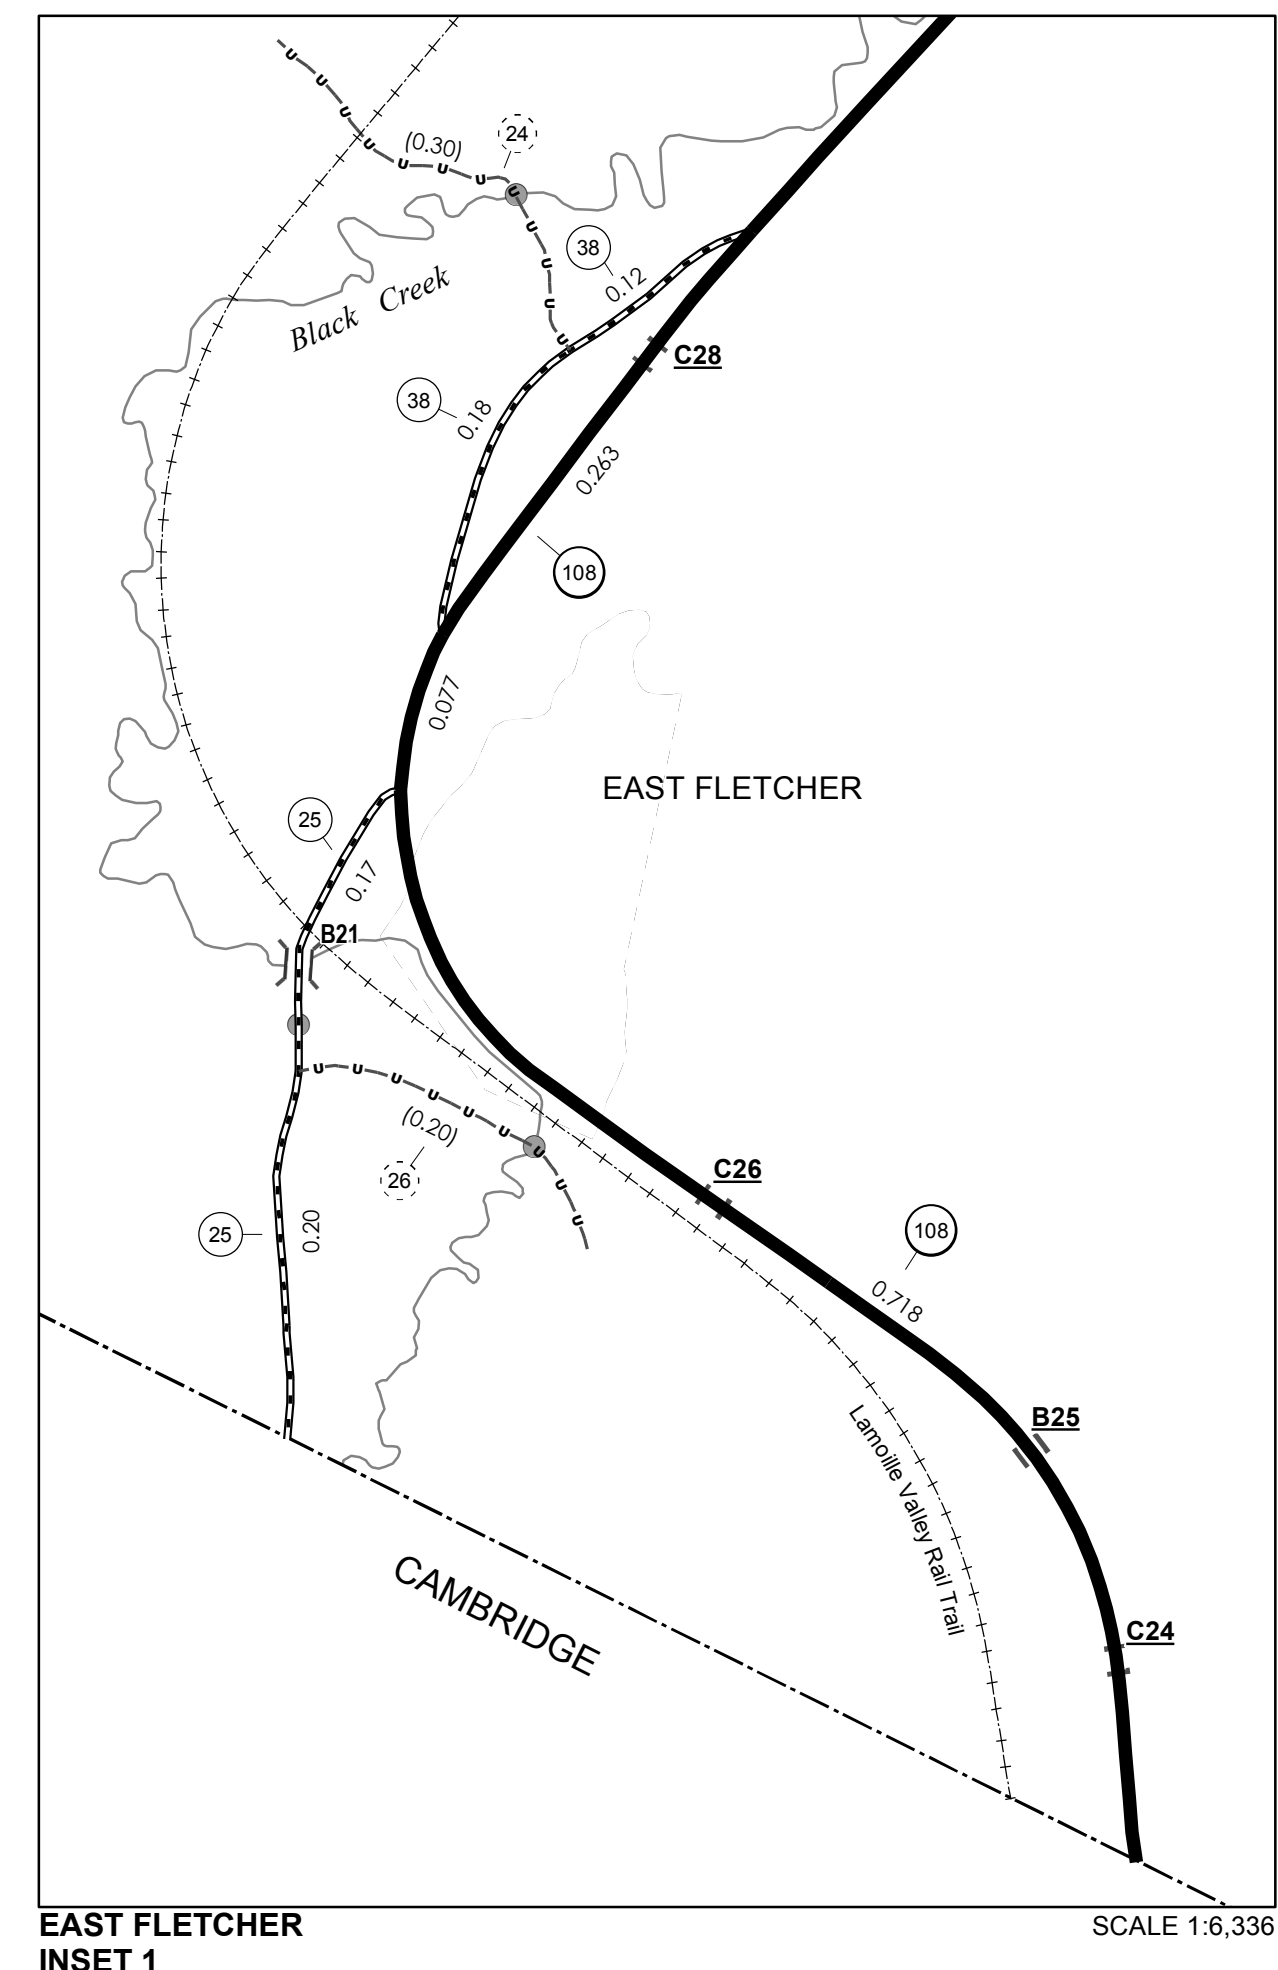 (0.30)
24
38
0.12
Black Creek
C28
38
0.18
0.263
108
0.077
EAST FLETCHER
25
0.17
B21
(0.20)
26
C26
25
0.20
108
0.718
B25
Lamoille Valley Rail Trail
CAMBRIDGE
C24
EAST FLETCHER
SCALE 1:6,336
INSET 1